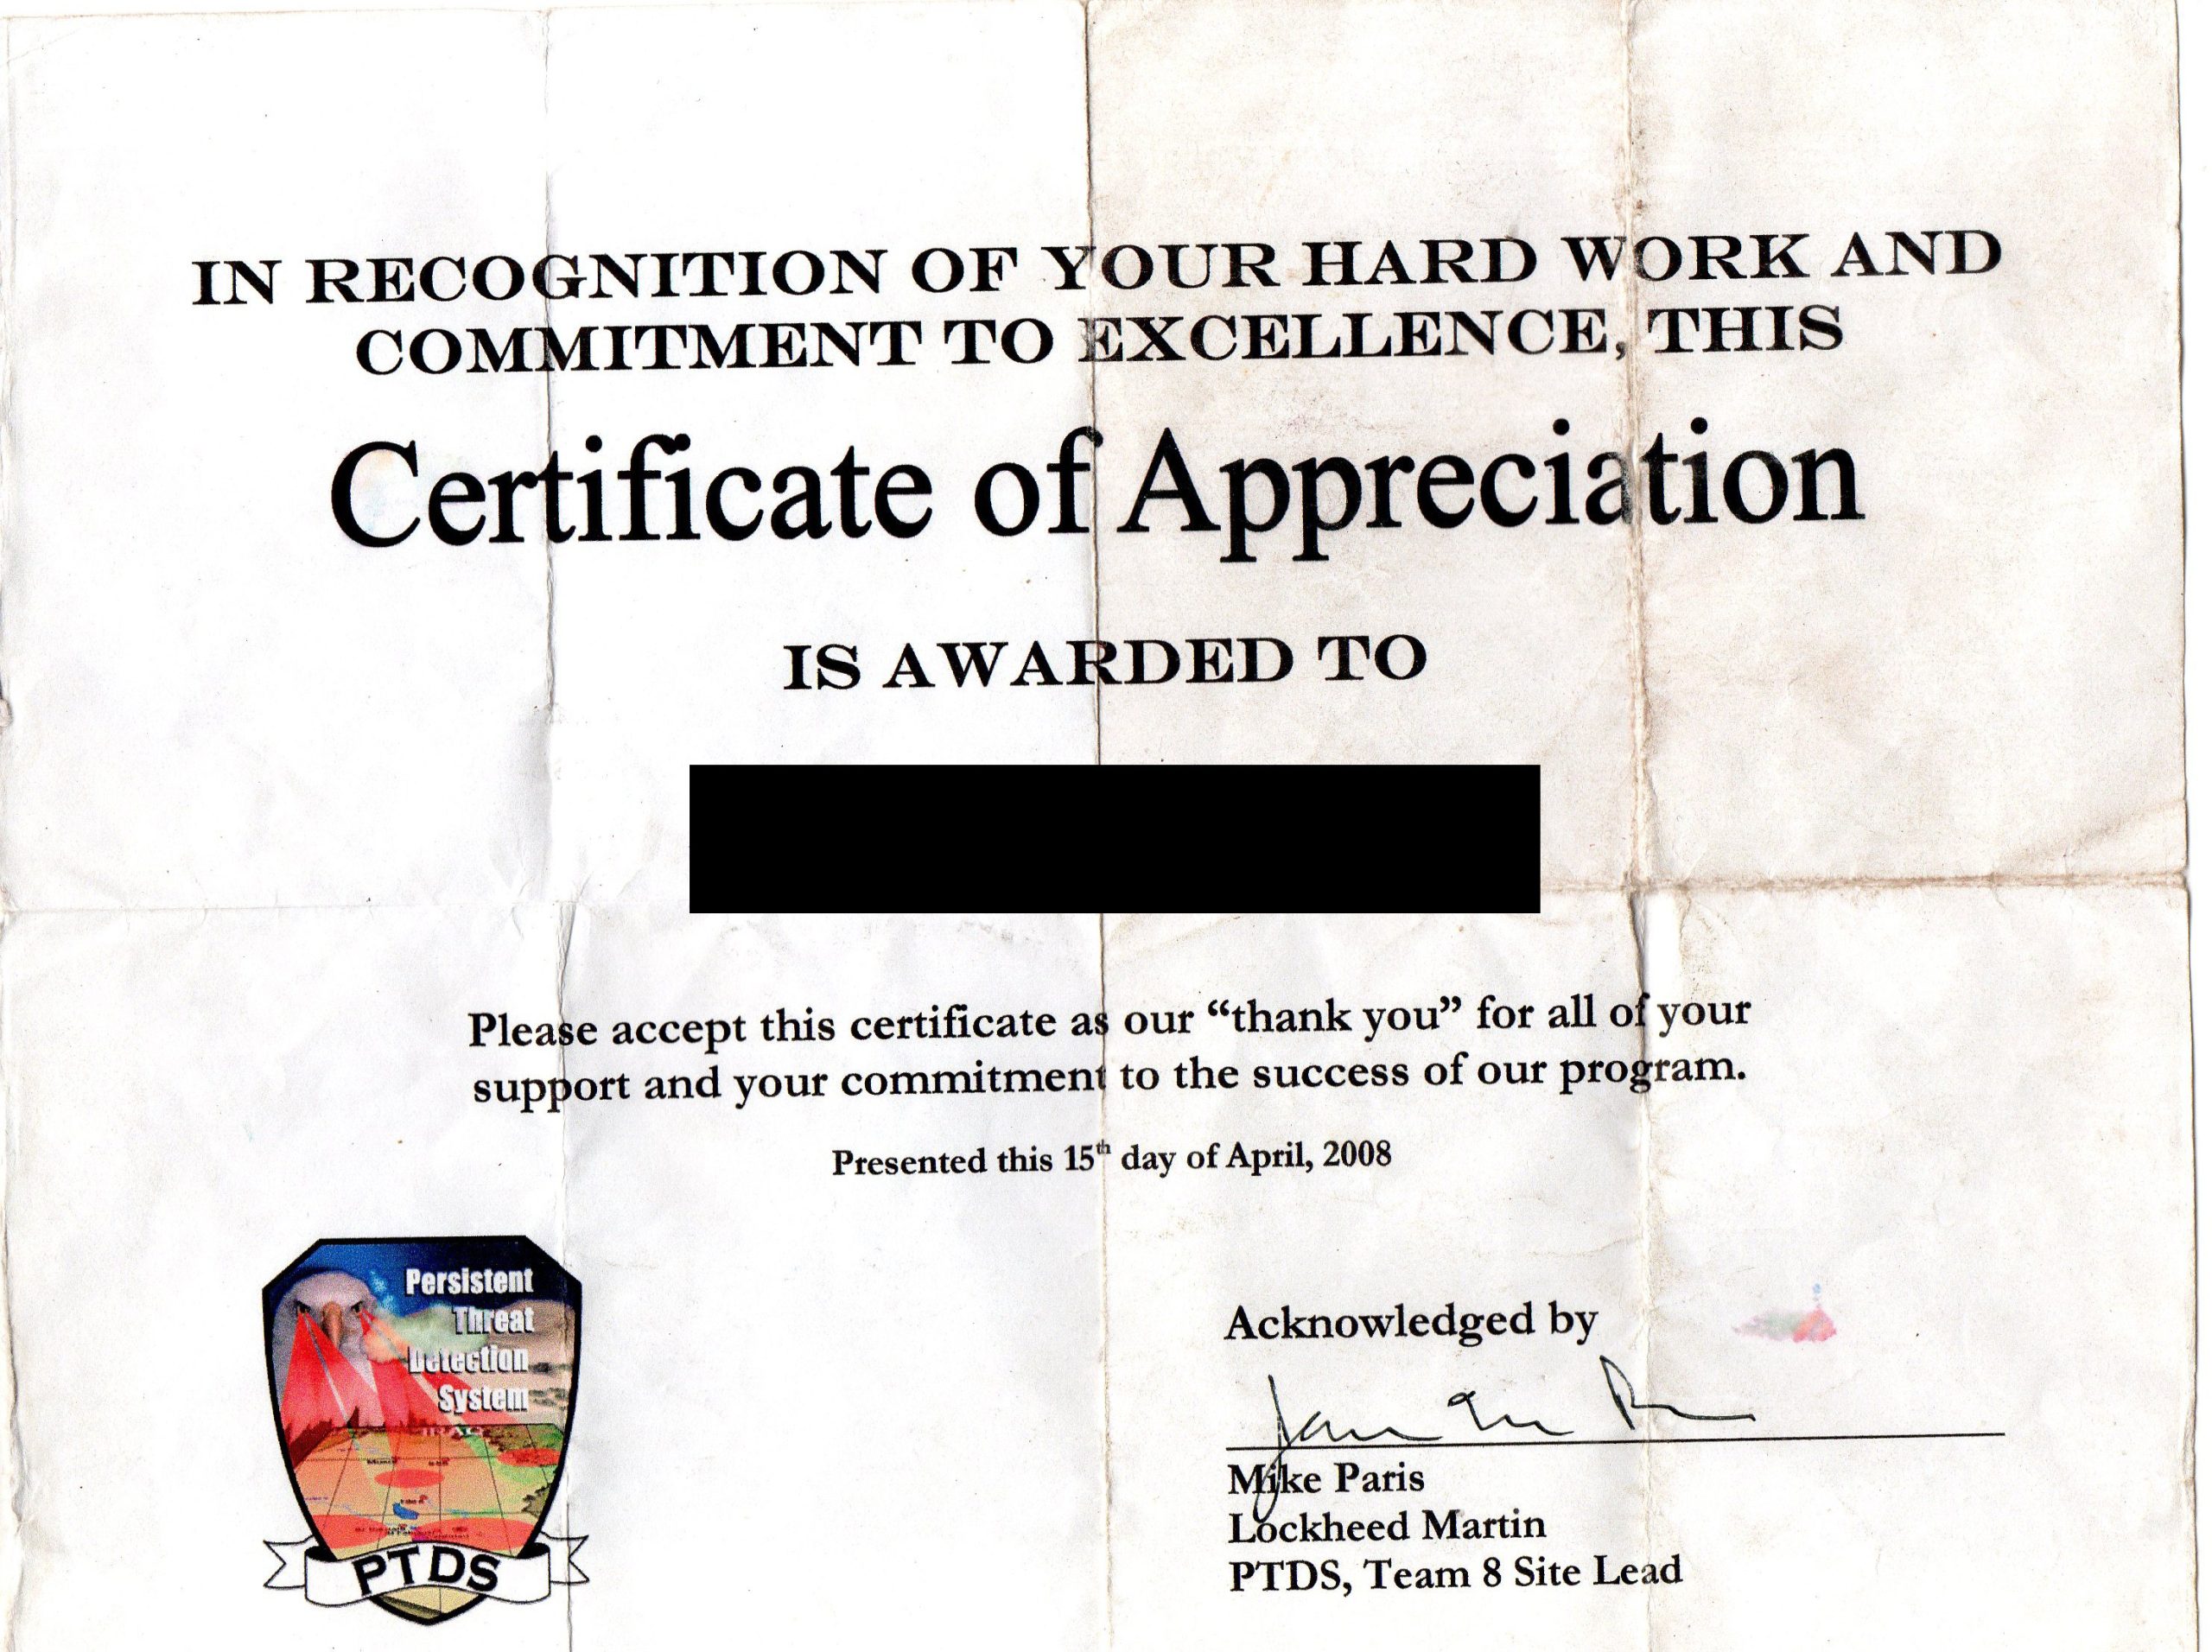 IN RECOGNITION OF YOUR HARD WORK AND
COMMITMENT TO EXCELLENCE, THIS
Certificate of Appreciation
IS AWARDED TO
Please accept this certificate as our “thank you” for all of your
support and your commitment to the success of our program.
Presented this 15th day of April, 2008
Persistent
Threat
Detection
System
IRAQ
PTDS
Acknowledged by
Mike Paris
Lockheed Martin
PTDS, Team 8 Site Lead